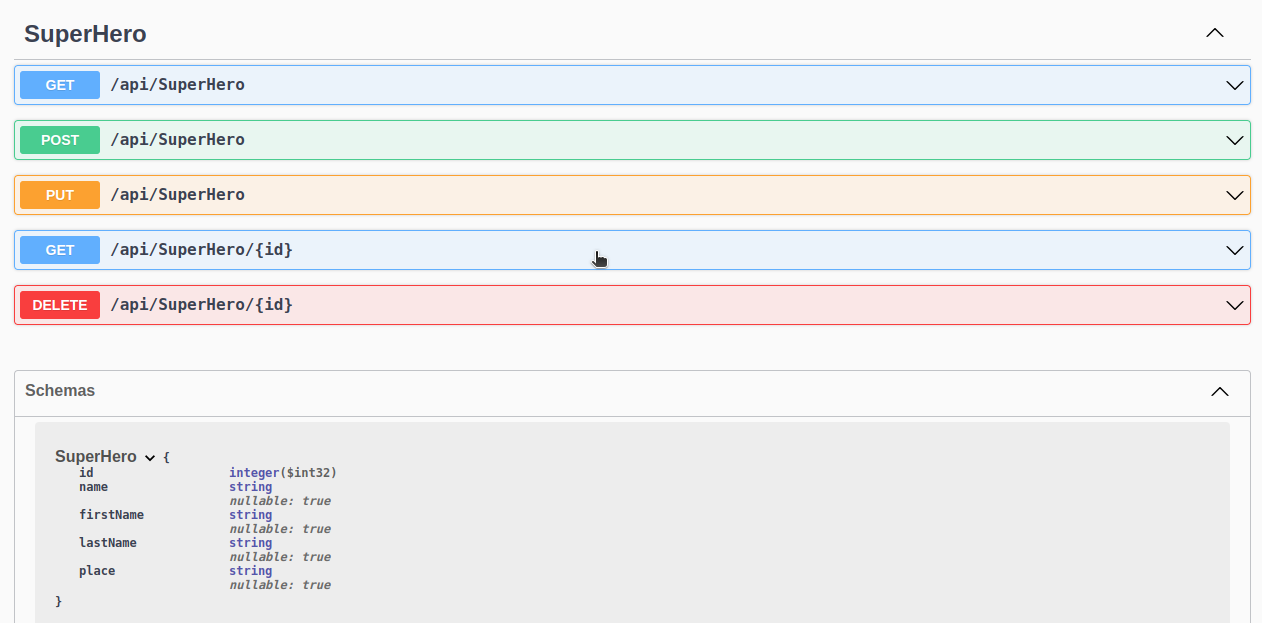 SuperHero
GET /api/SuperHero
POST /api/SuperHero
PUT /api/SuperHero
GET /api/SuperHero/{id}
DELETE /api/SuperHero/{id}
Schemas
SuperHero {
id integer($int32)
name string
nullable: true
firstName string
nullable: true
lastName string
nullable: true
place string
nullable: true
}